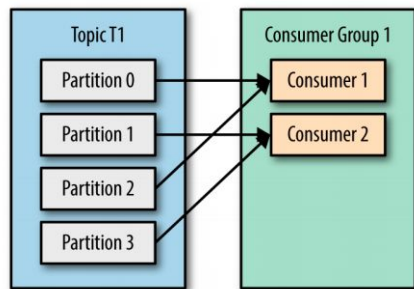 Topic T1
Partition 0
Partition 1
Partition 2
Partition 3
Consumer Group 1
Consumer 1
Consumer 2